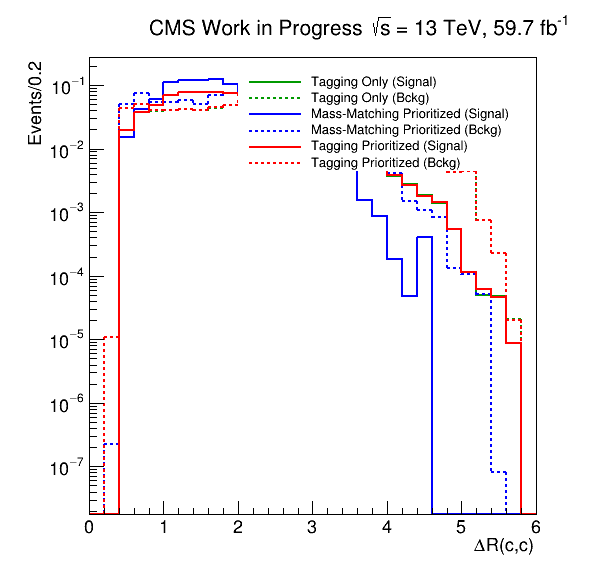 CMS Work in Progress √s = 13 TeV, 59.7 fb⁻¹
Events/0.2
Tagging Only (Signal)
Tagging Only (Bckg)
Mass-Matching Prioritized (Signal)
Mass-Matching Prioritized (Bckg)
Tagging Prioritized (Signal)
Tagging Prioritized (Bckg)
10⁻¹
10⁻²
10⁻³
10⁻⁴
10⁻⁵
10⁻⁶
10⁻⁷
0 1 2 3 4 5 6
ΔR(c,c)